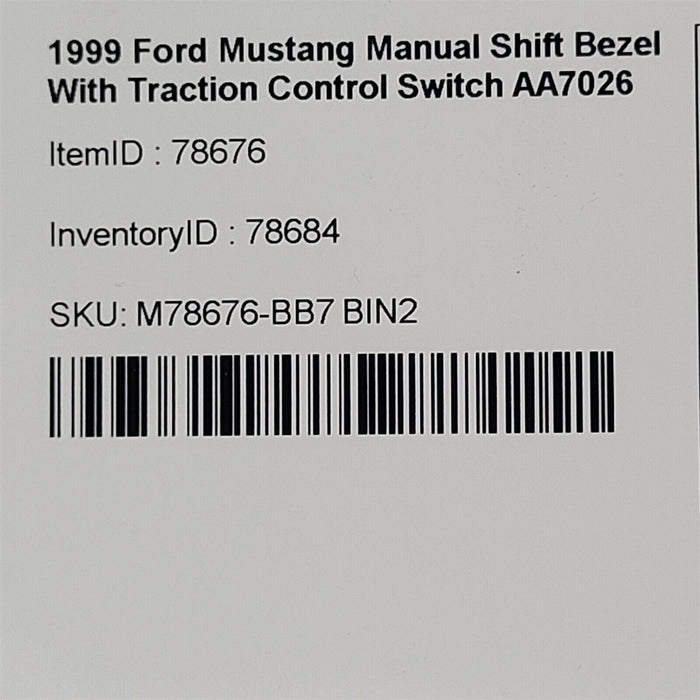 1999 Ford Mustang Manual Shift Bezel
With Traction Control Switch AA7026
ItemID : 78676
InventoryID : 78684
SKU: M78676-BB7 BIN2